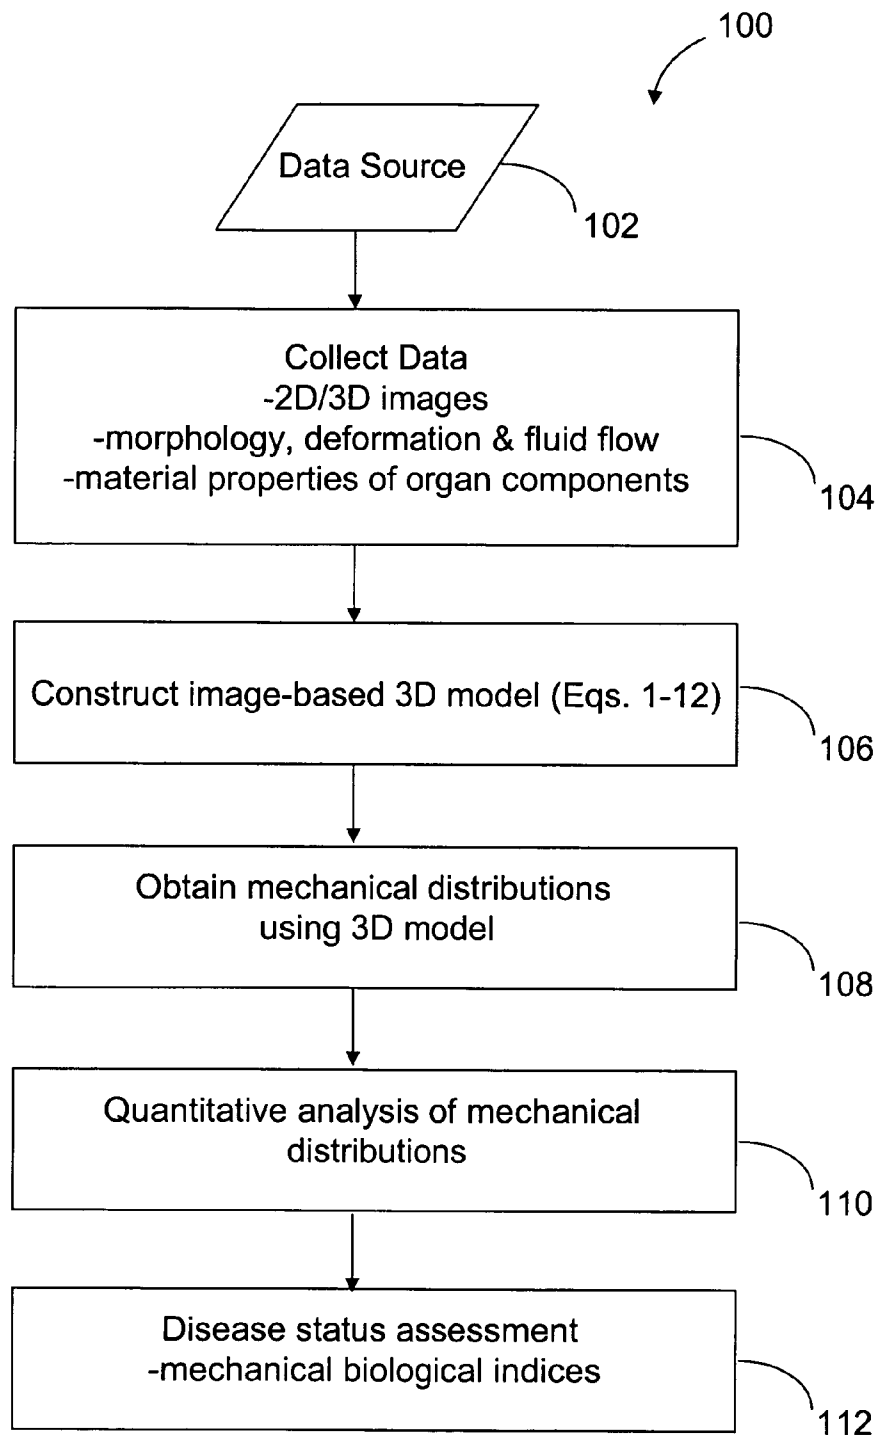 100
Data Source
102
Collect Data
-2D/3D images
-morphology, deformation & fluid flow
-material properties of organ components
104
Construct image-based 3D model (Eqs. 1-12)
106
Obtain mechanical distributions
using 3D model
108
Quantitative analysis of mechanical
distributions
110
Disease status assessment
-mechanical biological indices
112